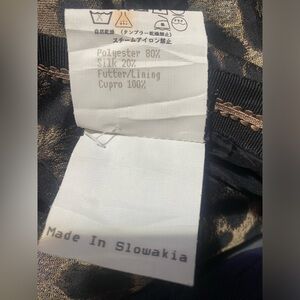 自然乾燥 (タンブラー乾燥禁止)
スチームアイロン禁止
Polyester 80%
Silk 20%
Futter/Lining
Cupro 100%
Made In Slowakia